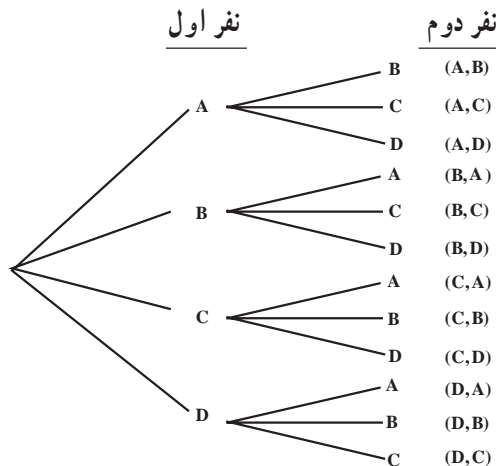 نفر اول نفر دوم
B (A,B)
A C (A,C)
D (A,D)
A (B,A)
B C (B,C)
D (B,D)
A (C,A)
C B (C,B)
D (C,D)
A (D,A)
D B (D,B)
C (D,C)